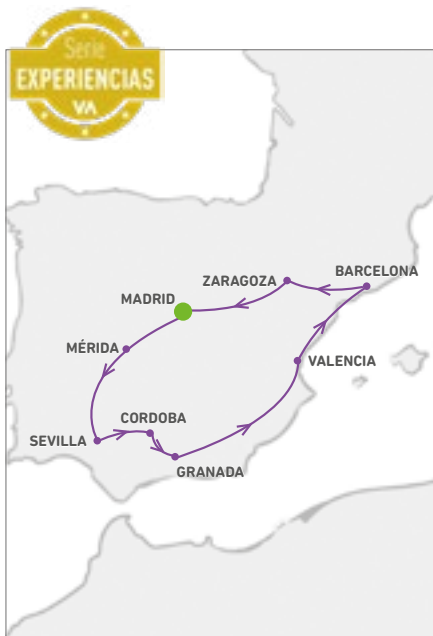 Serie
EXPERIENCIAS
VA
ZARAGOZA
BARCELONA
MADRID
MÉRIDA
VALENCIA
CORDOBA
SEVILLA
GRANADA